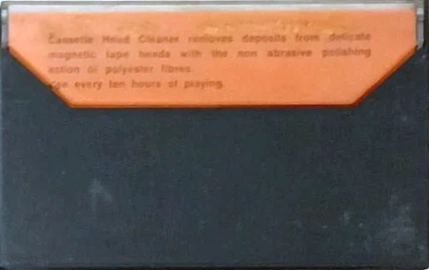 Cassette Head Cleaner removes deposits from delicate
magnetic tape heads with the non abrasive polishing
action of polyester fibres.
Use every ten hours of playing.